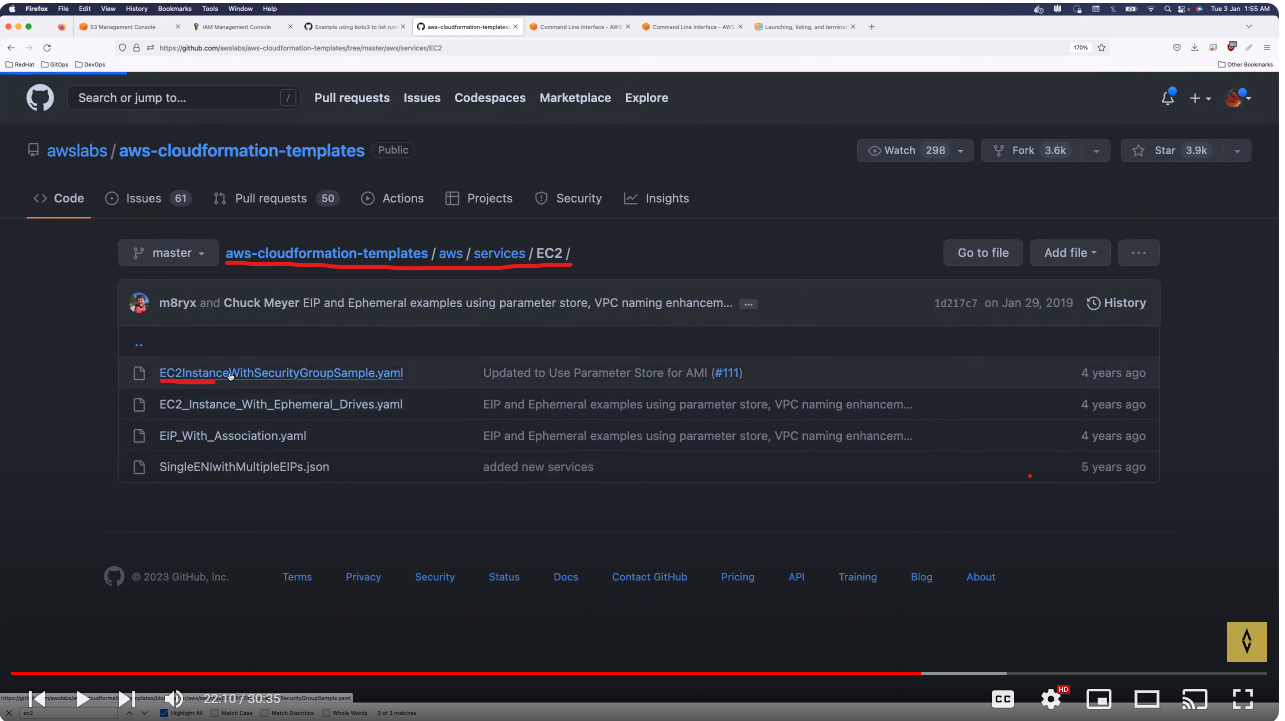 Firefox File Edit View History Bookmarks Tools Window Help Tue 3 Jan 1:55 AM
S3 Management Console IAM Management Console Example using boto3 to list run aws-cloudformation-templates Command Line Interface - AWS Command Line Interface - AWS Launching, listing, and termina
https://github.com/awslabs/aws-cloudformation-templates/tree/master/aws/services/EC2 170%
RedHat GitOps DevOps Other Bookmarks
Search or jump to... / Pull requests Issues Codespaces Marketplace Explore
awslabs / aws-cloudformation-templates Public Watch 298 Fork 3.6k Star 3.9k
Code Issues 61 Pull requests 50 Actions Projects Security Insights
master aws-cloudformation-templates / aws / services / EC2 / Go to file Add file ...
m8ryx and Chuck Meyer EIP and Ephemeral examples using parameter store, VPC naming enhancem... ... 1d217c7 on Jan 29, 2019 History
..
EC2InstanceWithSecurityGroupSample.yaml Updated to Use Parameter Store for AMI (#111) 4 years ago
EC2_Instance_With_Ephemeral_Drives.yaml EIP and Ephemeral examples using parameter store, VPC naming enhancem... 4 years ago
EIP_With_Association.yaml EIP and Ephemeral examples using parameter store, VPC naming enhancem... 4 years ago
SingleENIwithMultipleEIPs.json added new services 5 years ago
© 2023 GitHub, Inc. Terms Privacy Security Status Docs Contact GitHub Pricing API Training Blog About
22:10 / 30:35 CC HD
ec2 Highlight All Match Case Match Diacritics Whole Words 2 of 3 matches